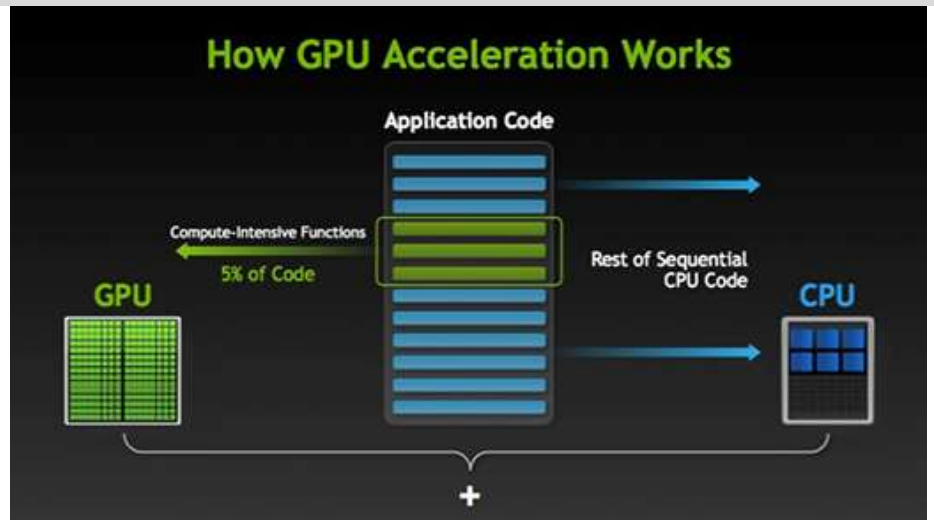 How GPU Acceleration Works
Application Code
Compute-Intensive Functions
5% of Code
Rest of Sequential
CPU Code
GPU
CPU
+